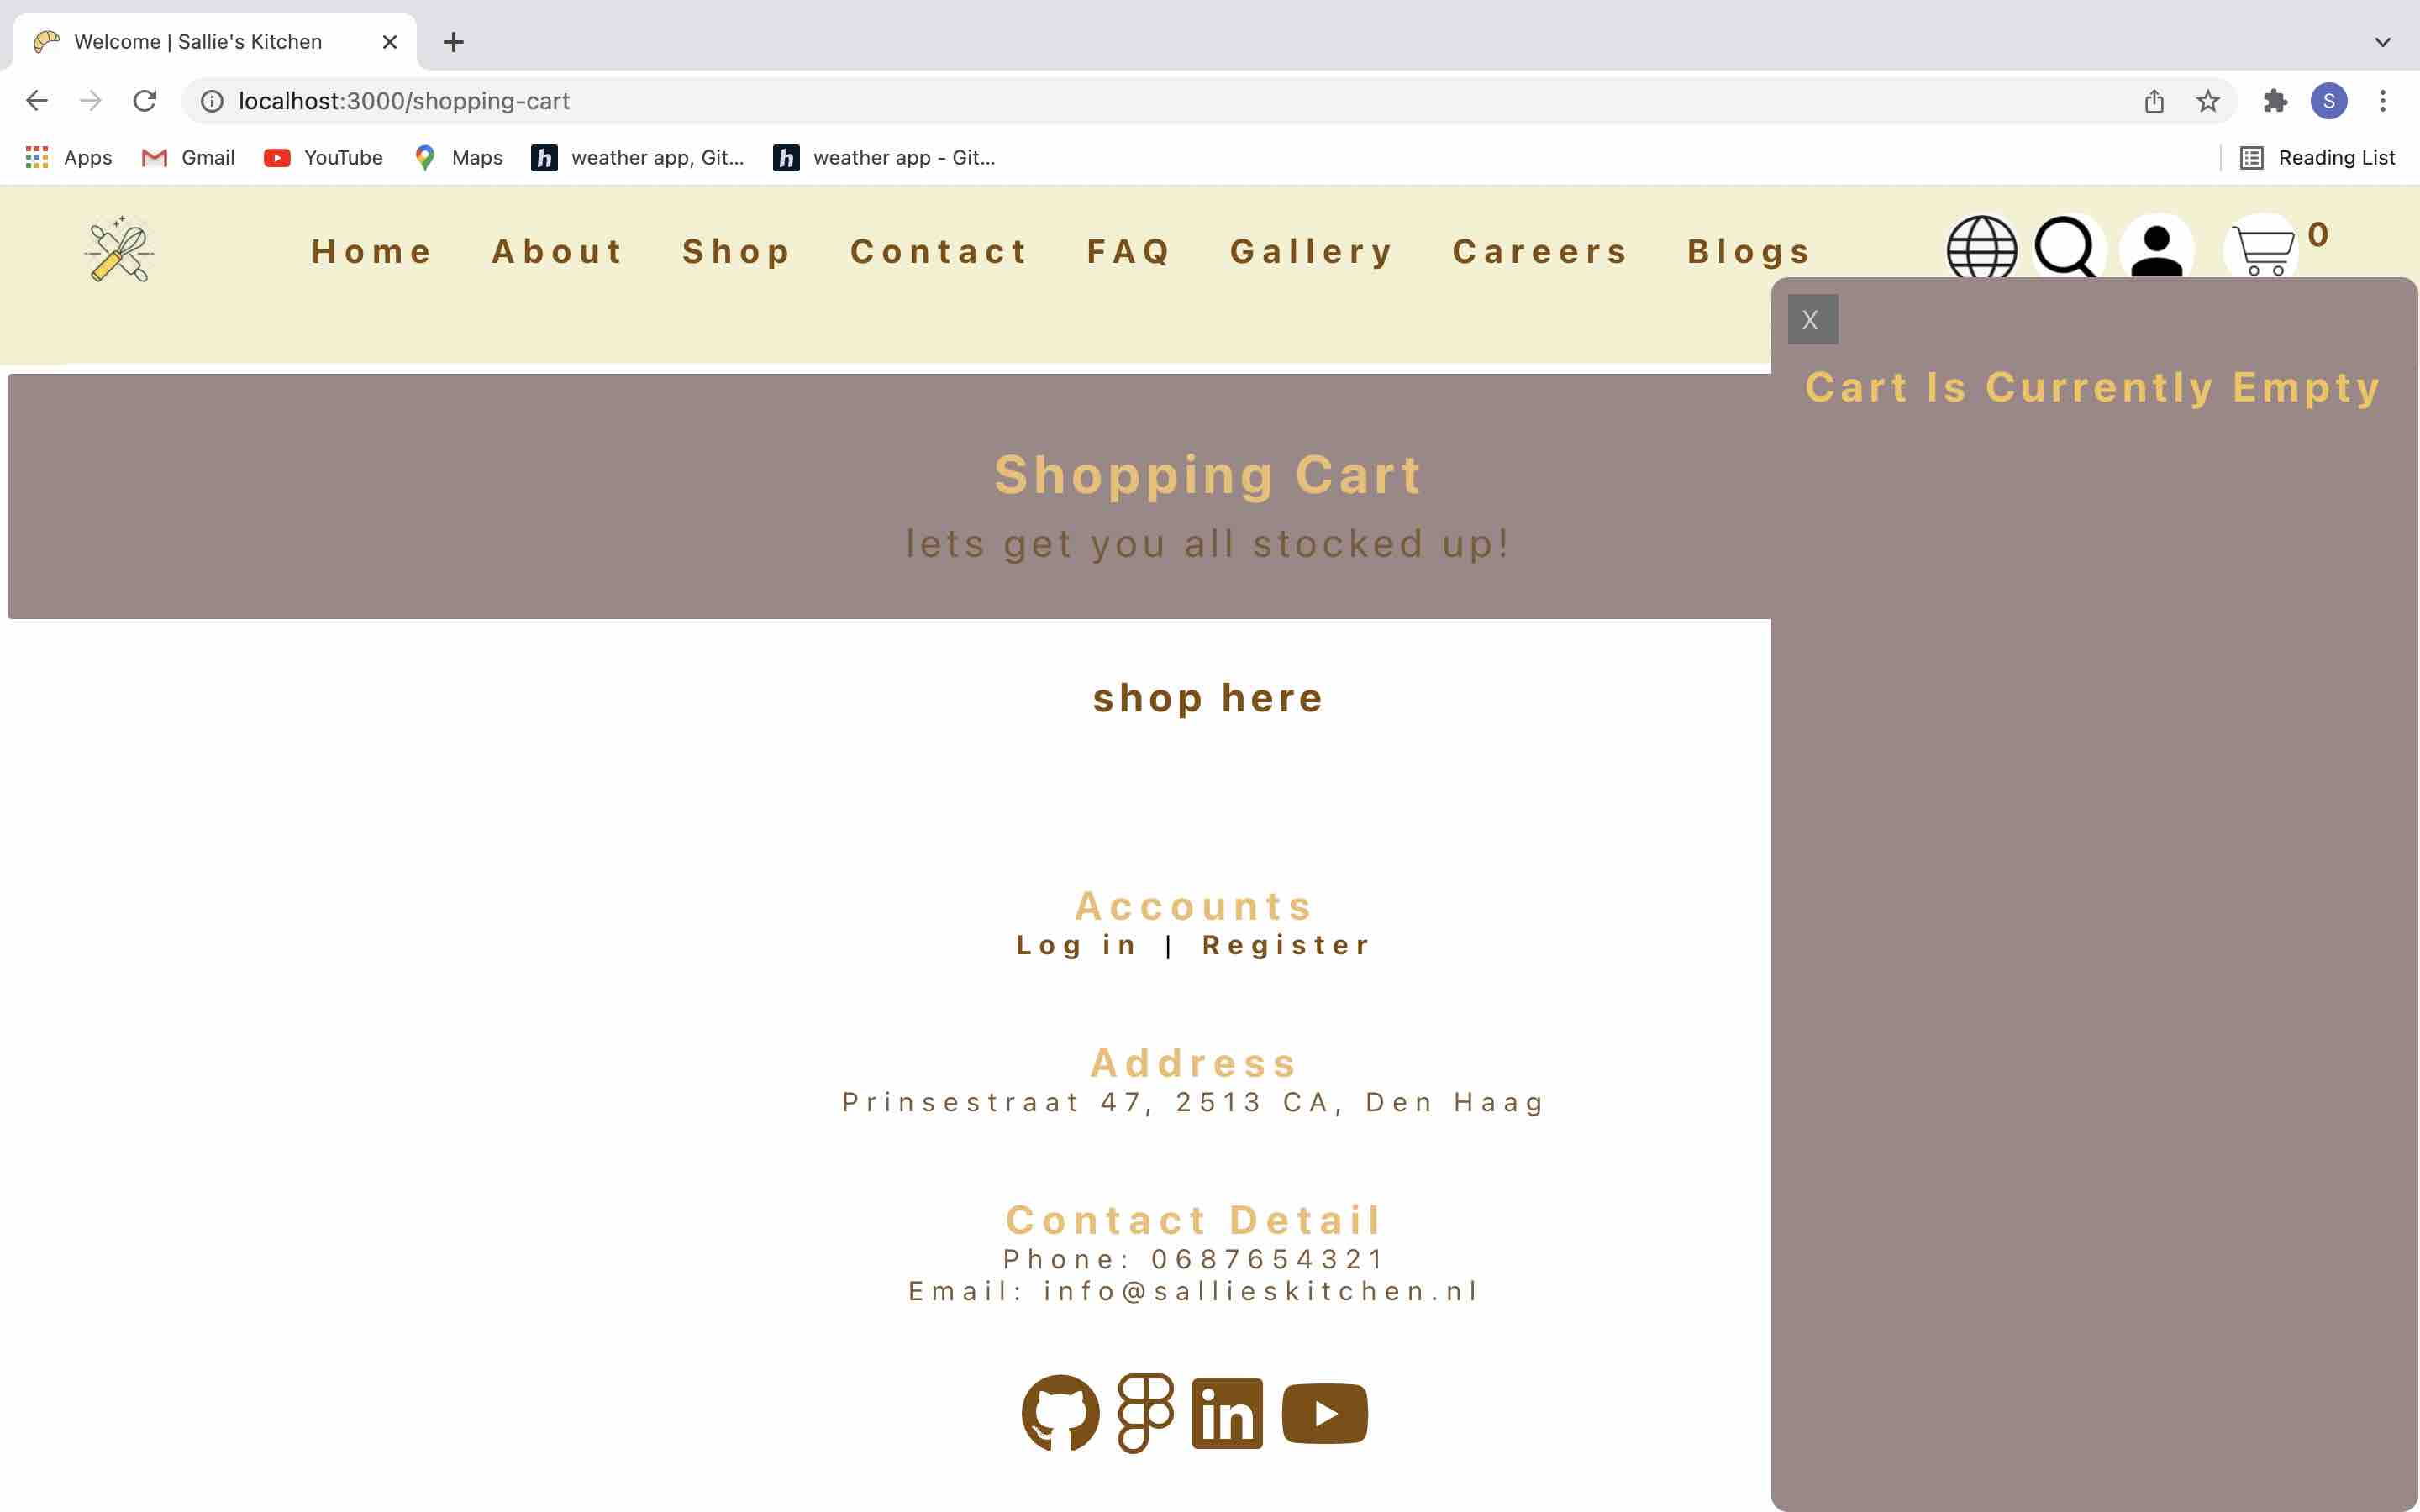 Welcome | Sallie's Kitchen
localhost:3000/shopping-cart
S
Apps Gmail YouTube Maps h weather app, Git... h weather app - Git... Reading List
Home About Shop Contact FAQ Gallery Careers Blogs 0
X
Cart Is Currently Empty
Shopping Cart
lets get you all stocked up!
shop here
Accounts
Log in | Register
Address
Prinsestraat 47, 2513 CA, Den Haag
Contact Detail
Phone: 0687654321
Email: info@sallieskitchen.nl
in